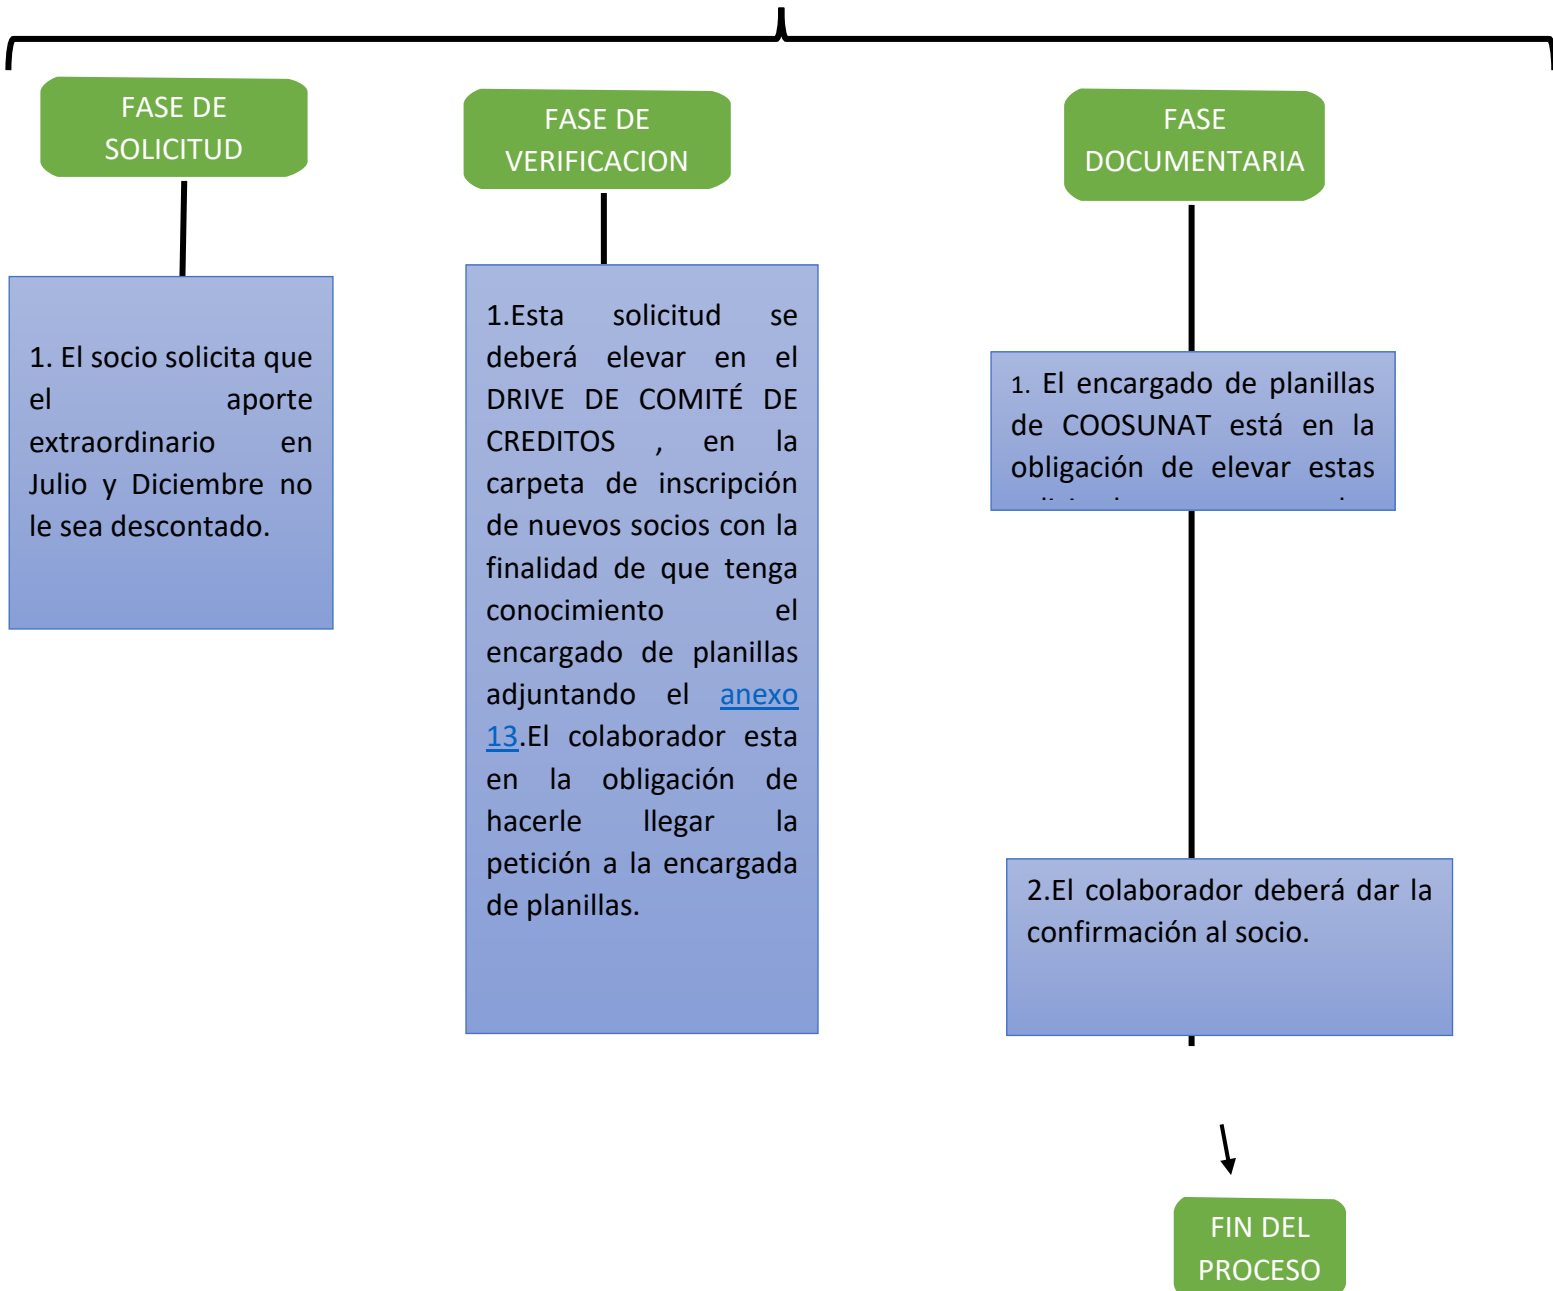 FASE DE
SOLICITUD
1. El socio solicita que
el aporte
extraordinario en
Julio y Diciembre no
le sea descontado.
FASE DE
VERIFICACION
1.Esta solicitud se
deberá elevar en el
DRIVE DE COMITÉ DE
CREDITOS , en la
carpeta de inscripción
de nuevos socios con la
finalidad de que tenga
conocimiento el
encargado de planillas
adjuntando el anexo
13.El colaborador esta
en la obligación de
hacerle llegar la
petición a la encargada
de planillas.
FASE
DOCUMENTARIA
1. El encargado de planillas
de COOSUNAT está en la
obligación de elevar estas
2.El colaborador deberá dar la
confirmación al socio.
FIN DEL
PROCESO